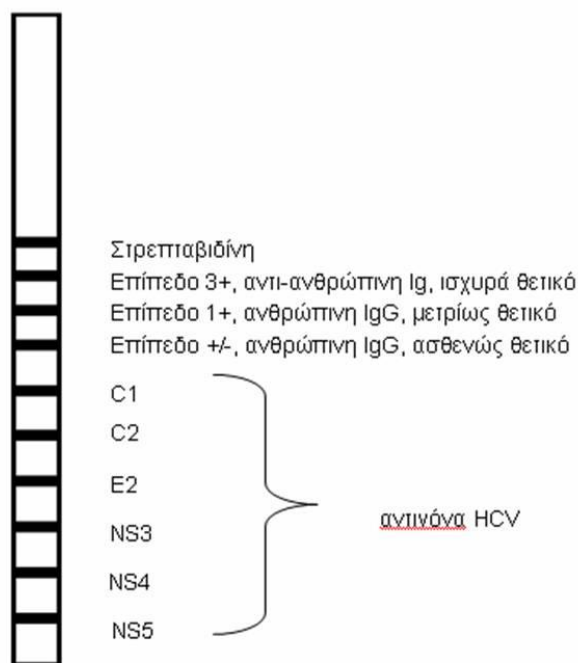 Στρεπταβιδίνη
Επίπεδο 3+, αντι-ανθρώπινη Ig, ισχυρά θετικό
Επίπεδο 1+, ανθρώπινη IgG, μετρίως θετικό
Επίπεδο +/-, ανθρώπινη IgG, ασθενώς θετικό
C1
C2
E2
αντινόνα HCV
NS3
NS4
NS5